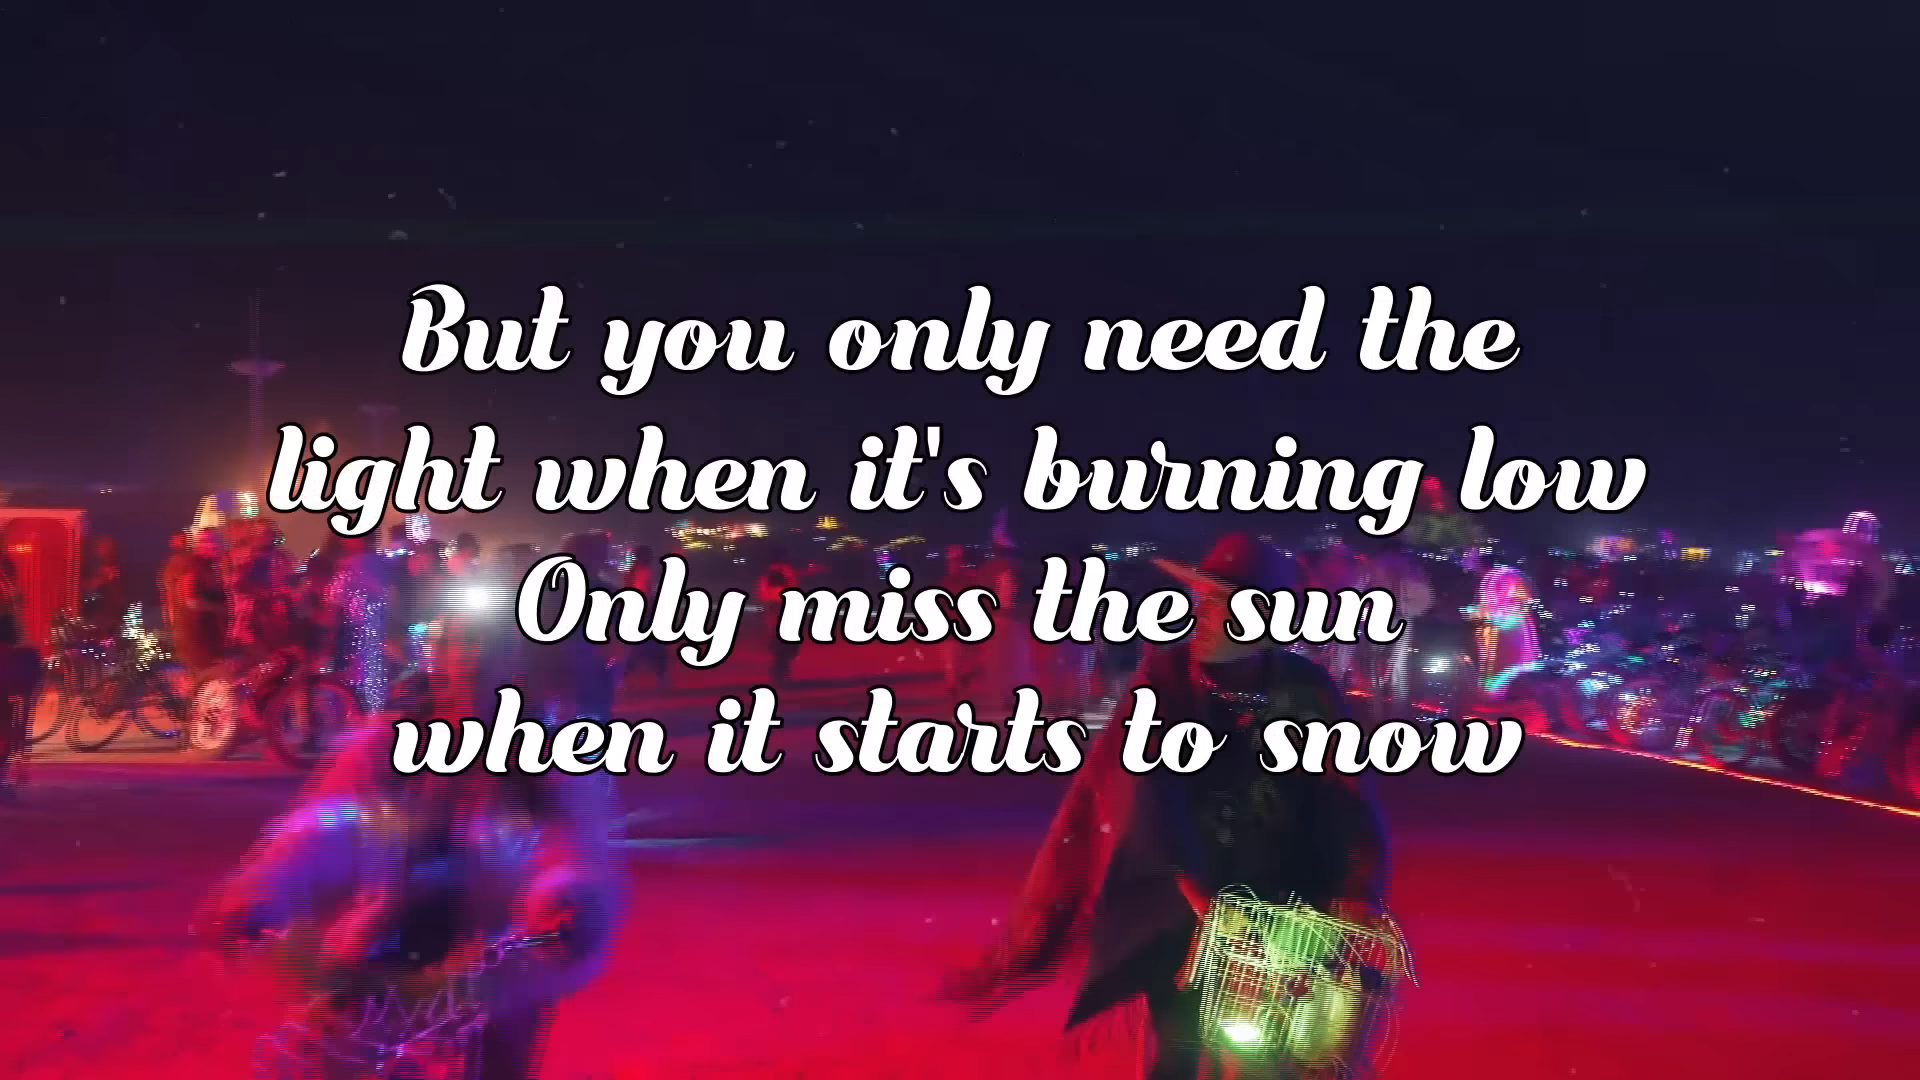 But you only need the
light when it's burning low
Only miss the sun
when it starts to snow